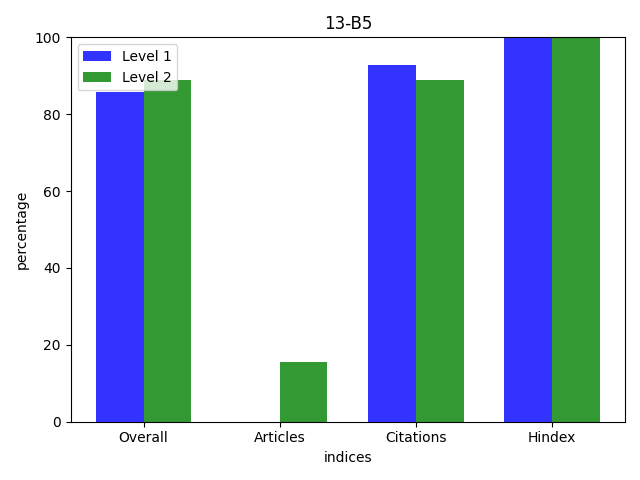 13-B5
Level 1
Level 2
percentage
100
80
60
40
20
0
Overall
Articles
Citations
Hindex
indices